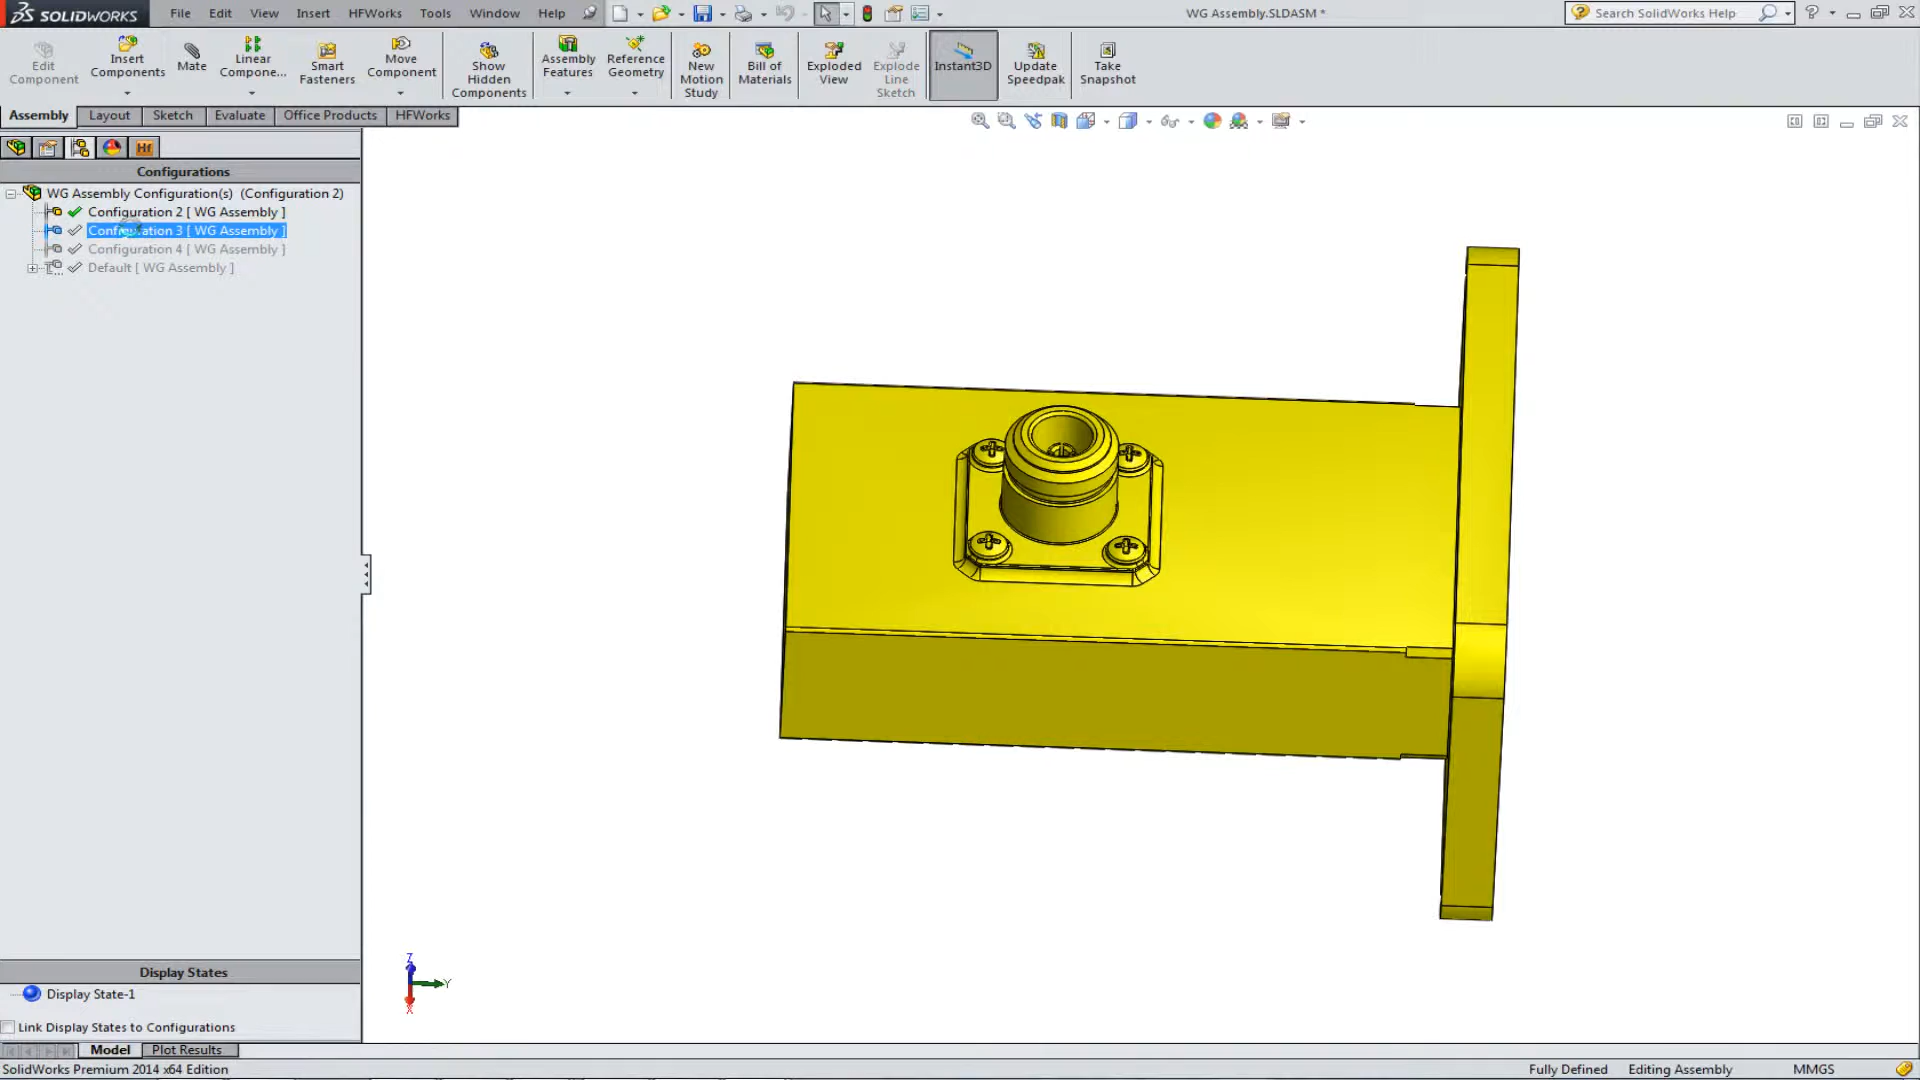 SOLIDWORKS File Edit View Insert HFWorks Tools Window Help WG Assembly.SLDASM * Search SolidWorks Help
Edit Component
Insert Components
Mate
Linear Compone...
Smart Fasteners
Move Component
Show Hidden Components
Assembly Features
Reference Geometry
New Motion Study
Bill of Materials
Exploded View
Explode Line Sketch
Instant3D
Update Speedpak
Take Snapshot
Assembly Layout Sketch Evaluate Office Products HFWorks
Configurations
WG Assembly Configuration(s) (Configuration 2)
Configuration 2 [ WG Assembly ]
Configuration 3 [ WG Assembly ]
Configuration 4 [ WG Assembly ]
Default [ WG Assembly ]
Z
Y
X
Display States
Display State-1
Link Display States to Configurations
Model Plot Results
SolidWorks Premium 2014 x64 Edition Fully Defined Editing Assembly MMGS